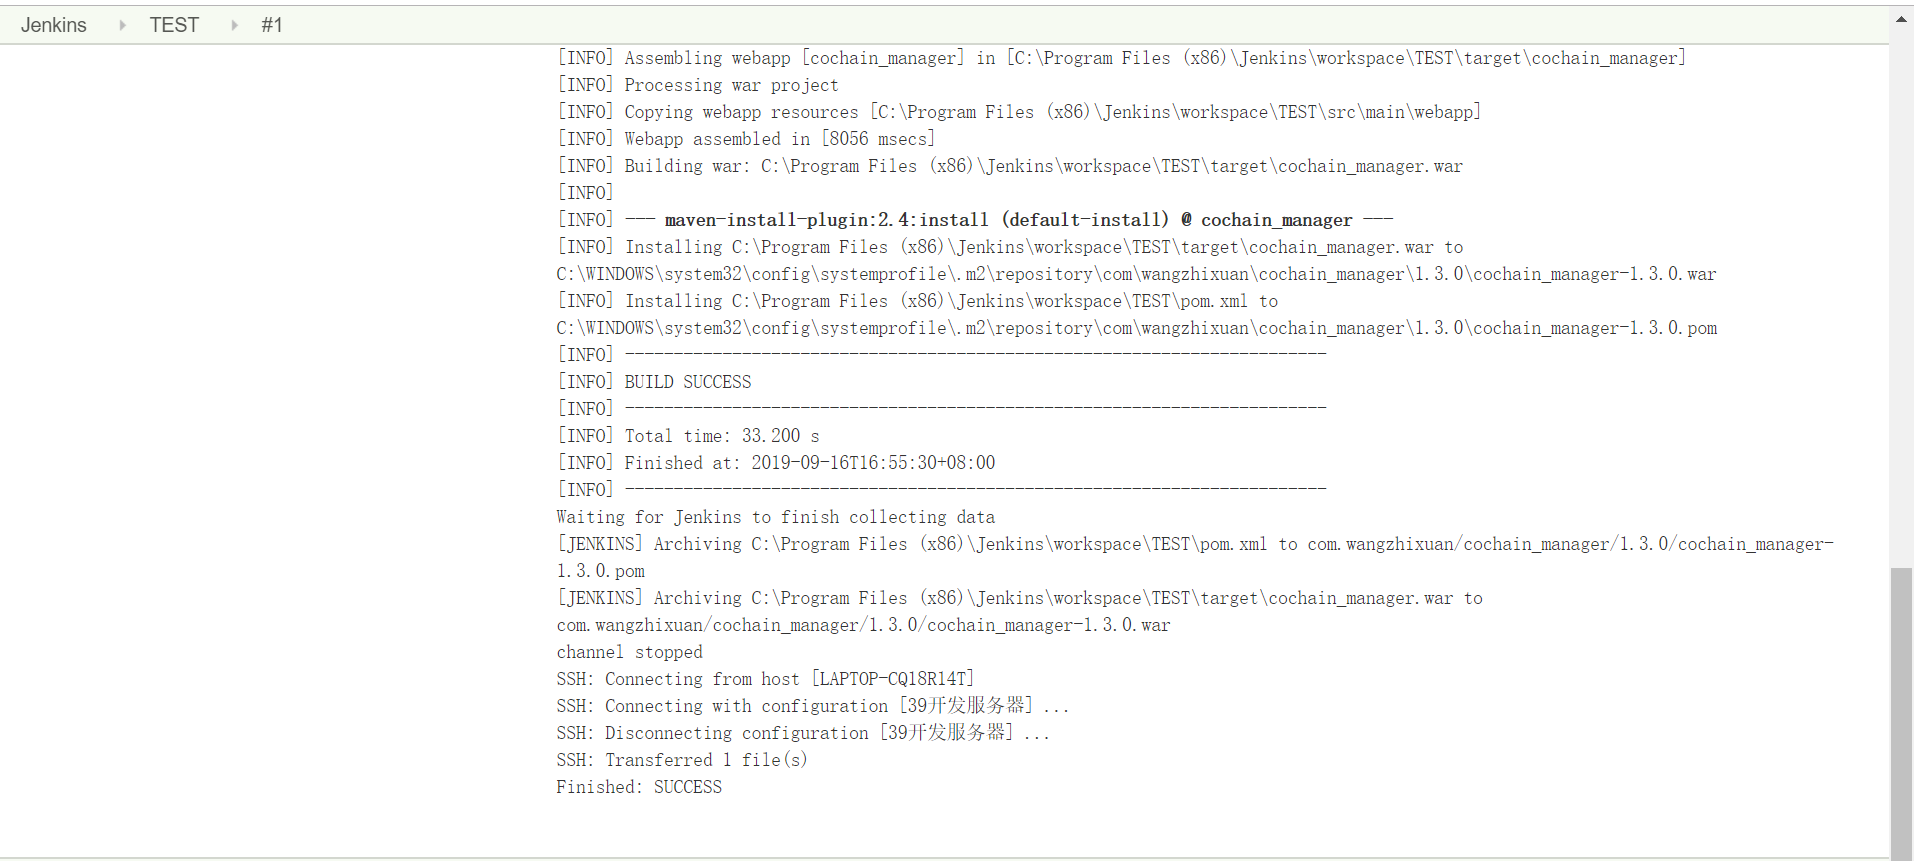 Jenkins TEST #1
[INFO] Assembling webapp [cochain_manager] in [C:\Program Files (x86)\Jenkins\workspace\TEST\target\cochain_manager]
[INFO] Processing war project
[INFO] Copying webapp resources [C:\Program Files (x86)\Jenkins\workspace\TEST\src\main\webapp]
[INFO] Webapp assembled in [8056 msecs]
[INFO] Building war: C:\Program Files (x86)\Jenkins\workspace\TEST\target\cochain_manager.war
[INFO]
[INFO] --- maven-install-plugin:2.4:install (default-install) @ cochain_manager ---
[INFO] Installing C:\Program Files (x86)\Jenkins\workspace\TEST\target\cochain_manager.war to
C:\WINDOWS\system32\config\systemprofile\.m2\repository\com\wangzhixuan\cochain_manager\1.3.0\cochain_manager-1.3.0.war
[INFO] Installing C:\Program Files (x86)\Jenkins\workspace\TEST\pom.xml to
C:\WINDOWS\system32\config\systemprofile\.m2\repository\com\wangzhixuan\cochain_manager\1.3.0\cochain_manager-1.3.0.pom
[INFO] ------------------------------------------------------------------------
[INFO] BUILD SUCCESS
[INFO] ------------------------------------------------------------------------
[INFO] Total time: 33.200 s
[INFO] Finished at: 2019-09-16T16:55:30+08:00
[INFO] ------------------------------------------------------------------------
Waiting for Jenkins to finish collecting data
[JENKINS] Archiving C:\Program Files (x86)\Jenkins\workspace\TEST\pom.xml to com.wangzhixuan/cochain_manager/1.3.0/cochain_manager-
1.3.0.pom
[JENKINS] Archiving C:\Program Files (x86)\Jenkins\workspace\TEST\target\cochain_manager.war to
com.wangzhixuan/cochain_manager/1.3.0/cochain_manager-1.3.0.war
channel stopped
SSH: Connecting from host [LAPTOP-CQ18R14T]
SSH: Connecting with configuration [39开发服务器] ...
SSH: Disconnecting configuration [39开发服务器] ...
SSH: Transferred 1 file(s)
Finished: SUCCESS